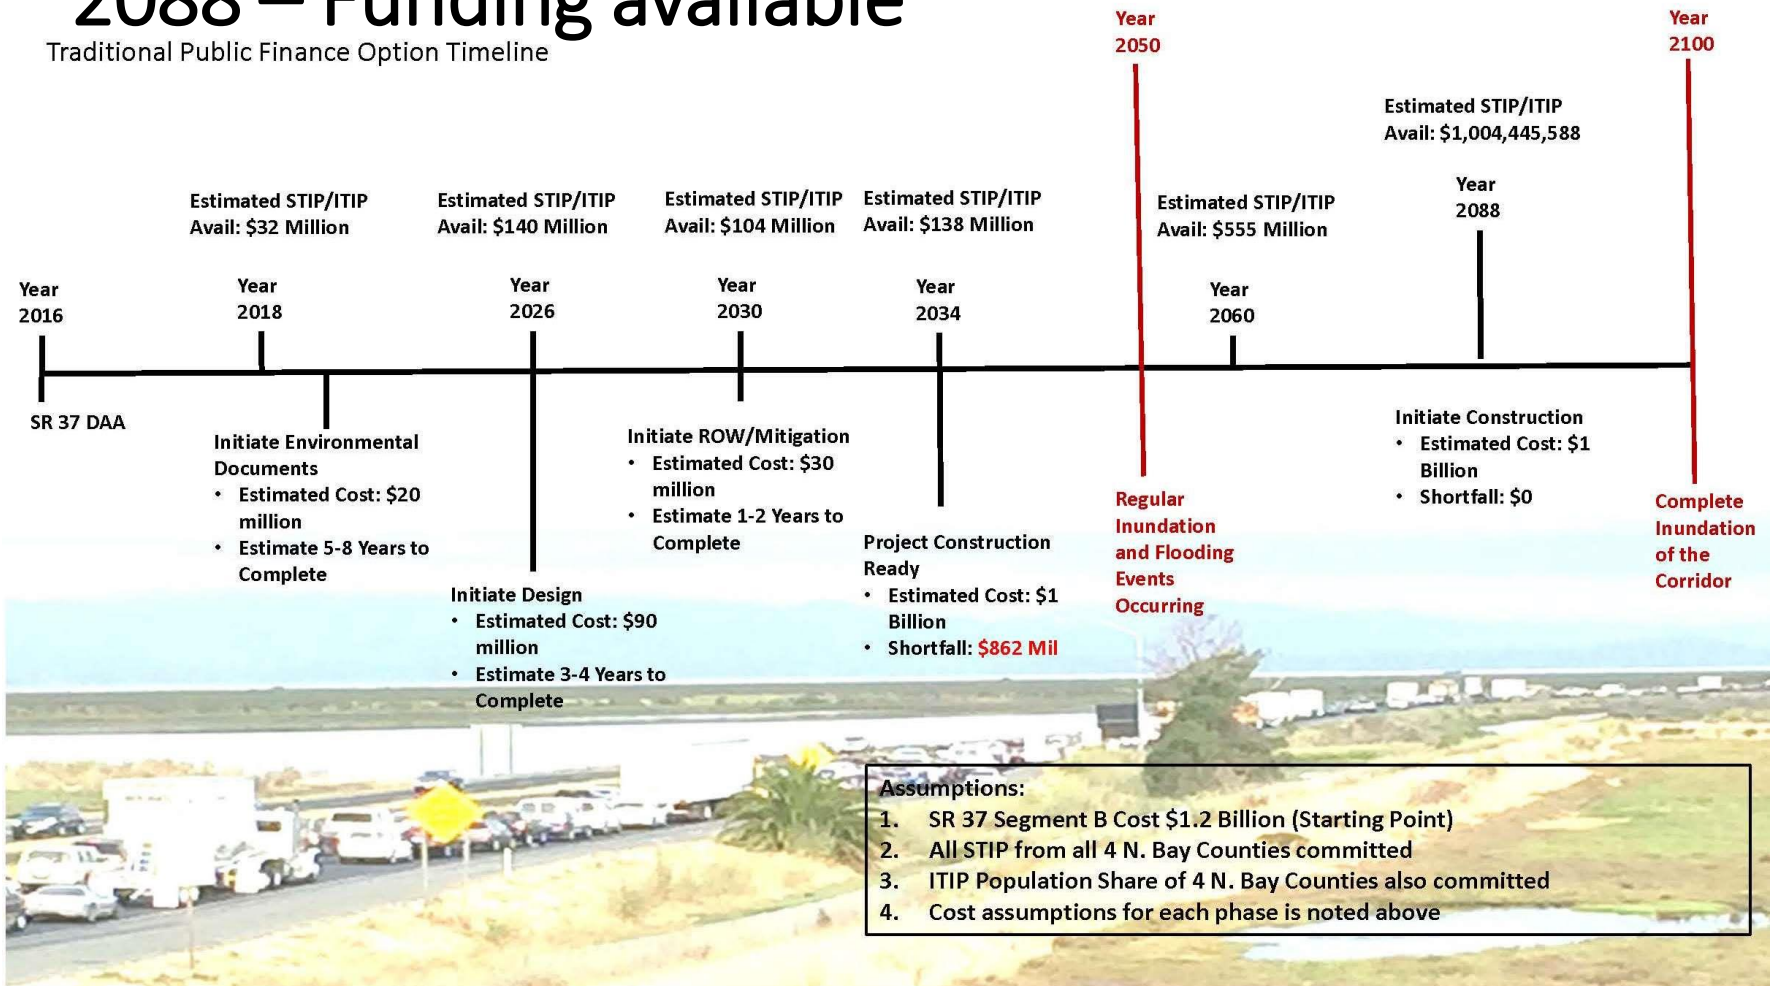 2088 – Funding available
Traditional Public Finance Option Timeline
Year
2050
Year
2100
Estimated STIP/ITIP
Avail: $1,004,445,588
Year
2088
Estimated STIP/ITIP
Avail: $32 Million
Estimated STIP/ITIP
Avail: $140 Million
Estimated STIP/ITIP
Avail: $104 Million
Estimated STIP/ITIP
Avail: $138 Million
Estimated STIP/ITIP
Avail: $555 Million
Year
2016
Year
2018
Year
2026
Year
2030
Year
2034
Year
2060
SR 37 DAA
Initiate Environmental
Documents
• Estimated Cost: $20
million
• Estimate 5-8 Years to
Complete
Initiate Design
• Estimated Cost: $90
million
• Estimate 3-4 Years to
Complete
Initiate ROW/Mitigation
• Estimated Cost: $30
million
• Estimate 1-2 Years to
Complete
Project Construction
Ready
• Estimated Cost: $1
Billion
• Shortfall: $862 Mil
Regular
Inundation
and Flooding
Events
Occurring
Initiate Construction
• Estimated Cost: $1
Billion
• Shortfall: $0
Complete
Inundation
of the
Corridor
Assumptions:
1. SR 37 Segment B Cost $1.2 Billion (Starting Point)
2. All STIP from all 4 N. Bay Counties committed
3. ITIP Population Share of 4 N. Bay Counties also committed
4. Cost assumptions for each phase is noted above